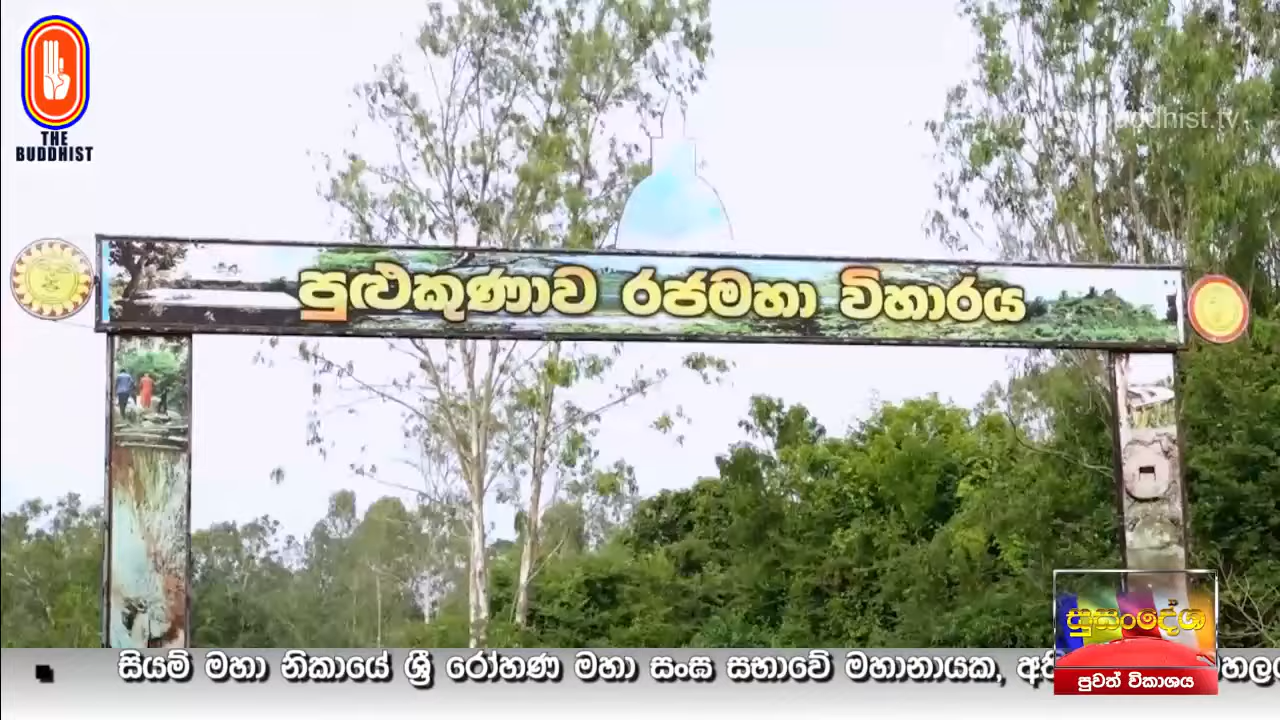 THE
BUDDHIST
පුළුකුණාව රජමහා විහාරය
සුසංදේශ
සියම් මහා නිකායේ ශ්‍රී රෝහණ මහා සංඝ සභාවේ මහානායක,
පුවත් විකාශය